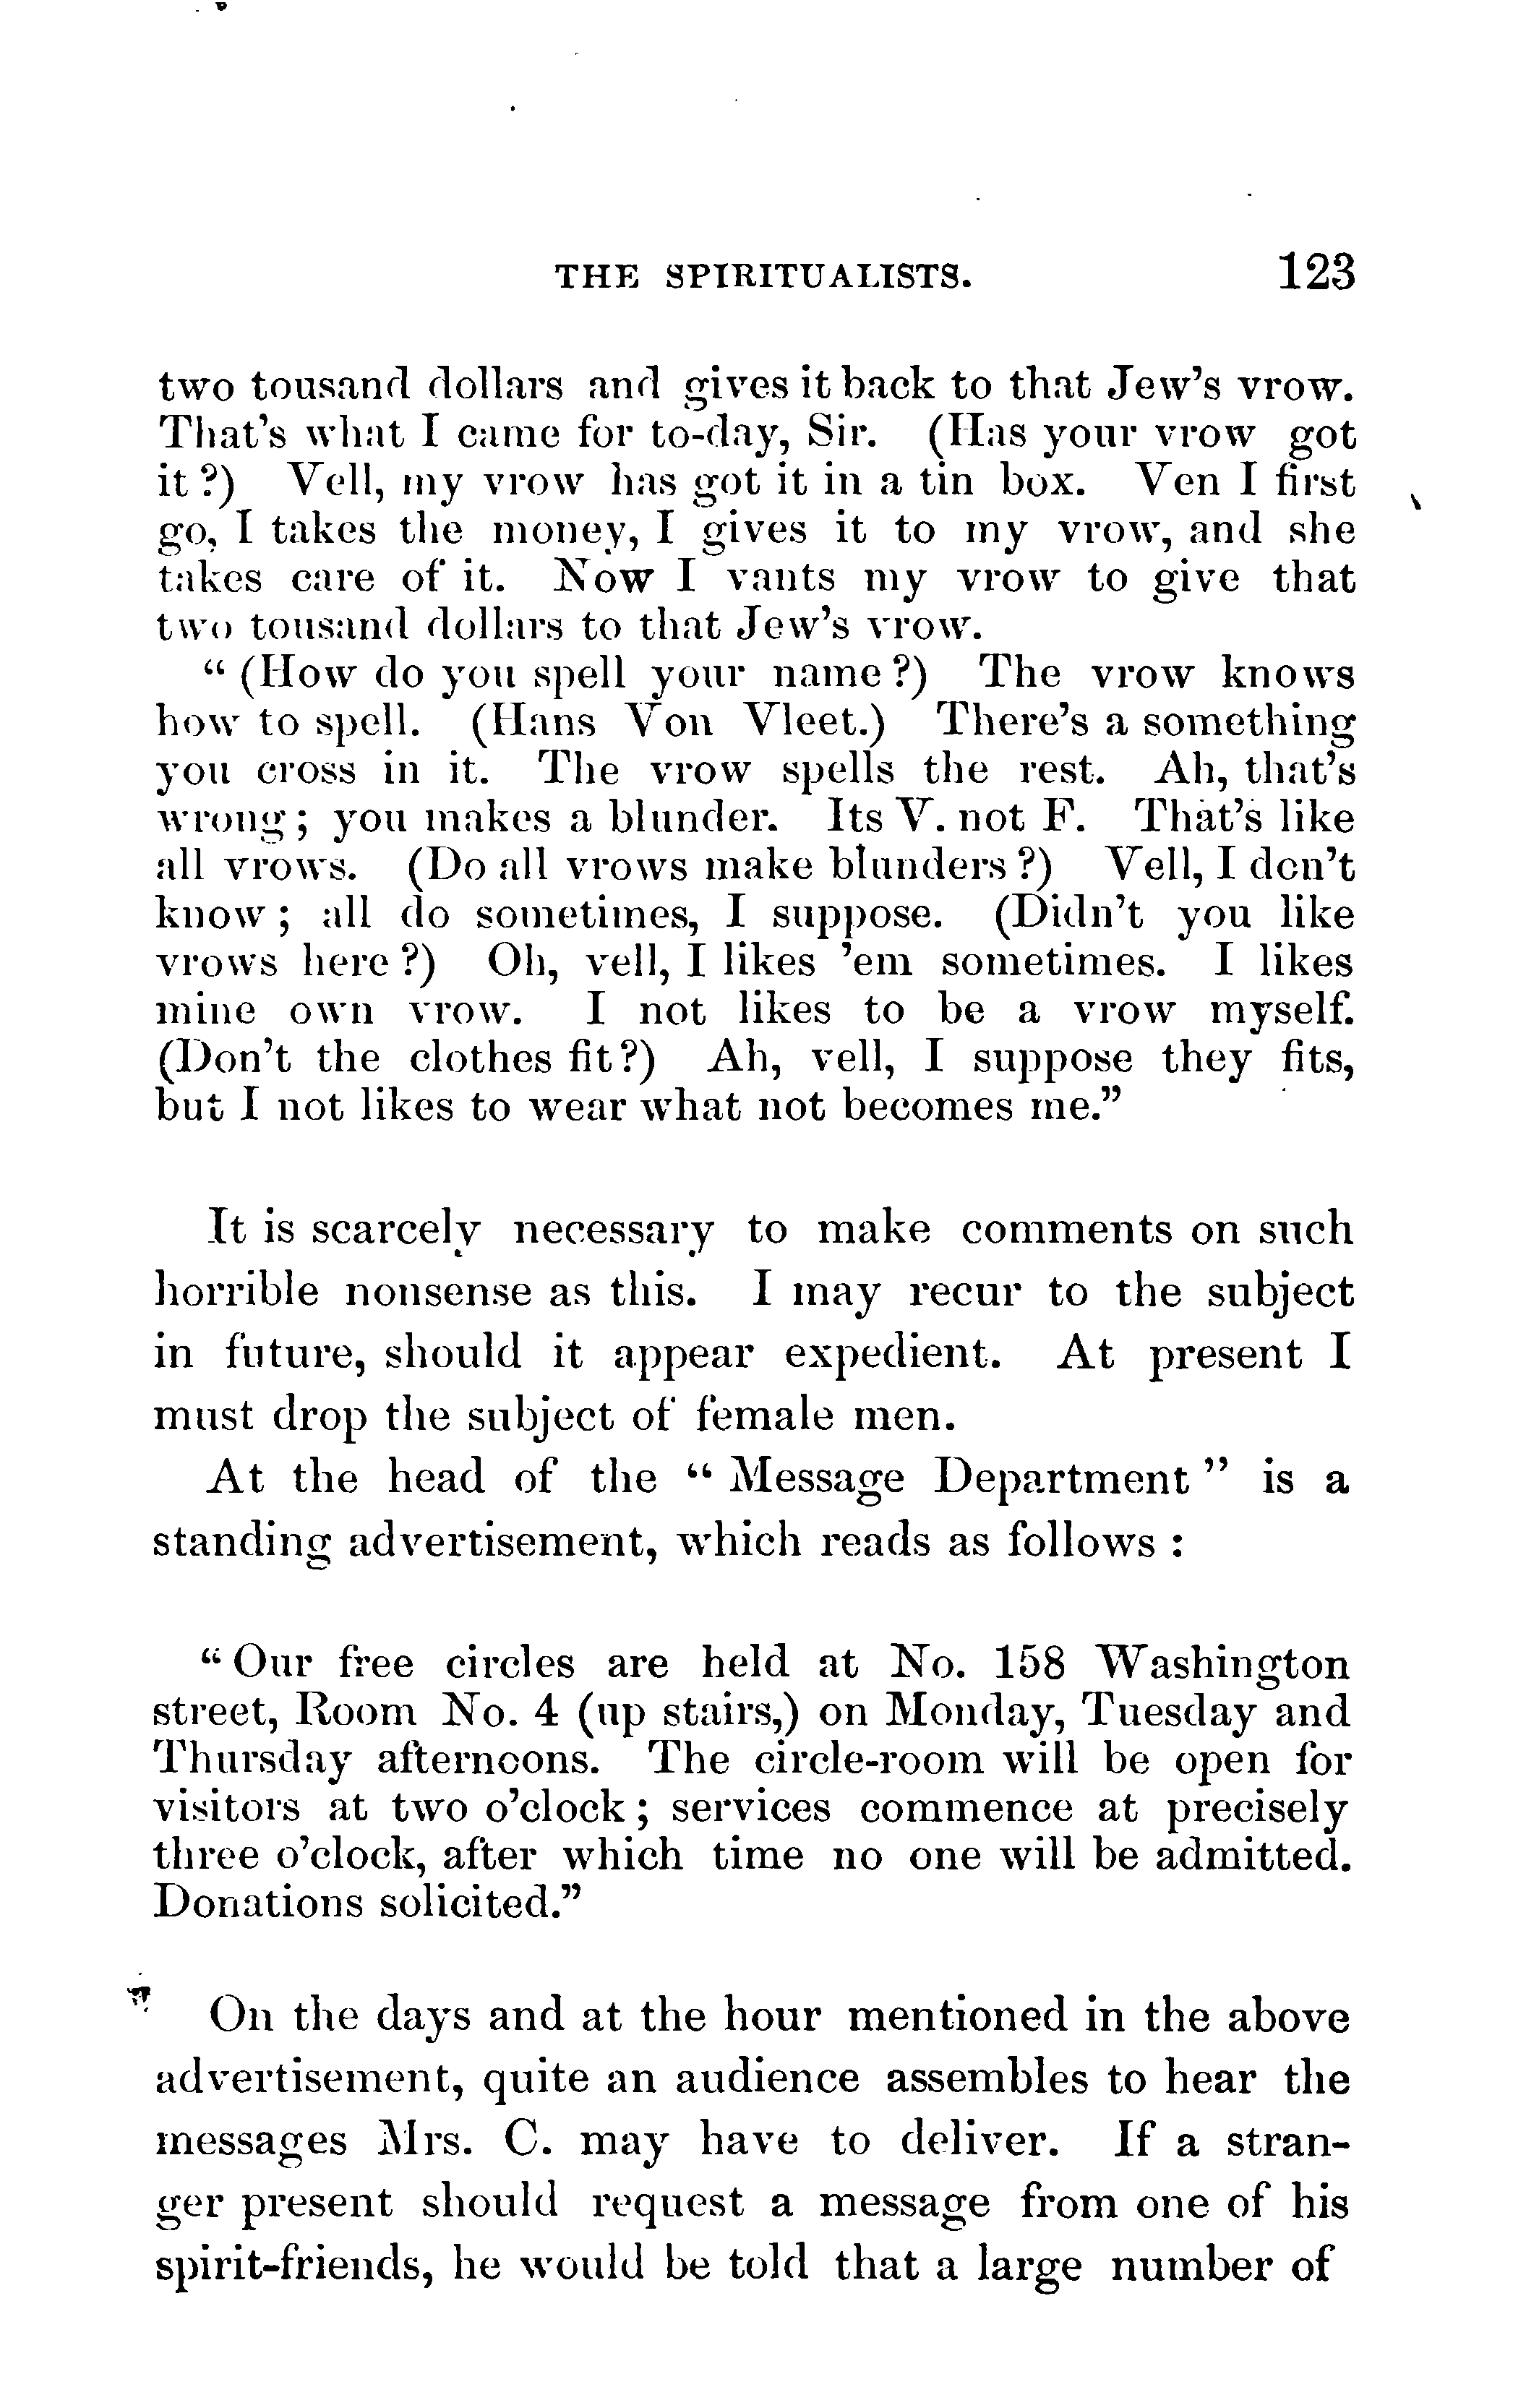 THE SPIRITUALISTS. 123
two tousand dollars and gives it back to that Jew's vrow.
That's what I came for to-day, Sir. (Has your vrow got
it?) Vell, my vrow has got it in a tin box. Ven I first
go, I takes the money, I gives it to my vrow, and she
takes care of it. Now I vants my vrow to give that
two tousand dollars to that Jew's vrow.
"(How do you spell your name?) The vrow knows
how to spell. (Hans Von Vleet.) There's a something
you cross in it. The vrow spells the rest. Ah, that's
wrong; you makes a blunder. Its V. not F. That's like
all vrows. (Do all vrows make blunders?) Vell, I don't
know; all do sometimes, I suppose. (Didn't you like
vrows here?) Oh, vell, I likes 'em sometimes. I likes
mine own vrow. I not likes to be a vrow myself.
(Don't the clothes fit?) Ah, vell, I suppose they fits,
but I not likes to wear what not becomes me."
It is scarcely necessary to make comments on such
horrible nonsense as this. I may recur to the subject
in future, should it appear expedient. At present I
must drop the subject of female men.
At the head of the "Message Department" is a
standing advertisement, which reads as follows:
"Our free circles are held at No. 158 Washington
street, Room No. 4 (up stairs,) on Monday, Tuesday and
Thursday afternoons. The circle-room will be open for
visitors at two o'clock; services commence at precisely
three o'clock, after which time no one will be admitted.
Donations solicited."
On the days and at the hour mentioned in the above
advertisement, quite an audience assembles to hear the
messages Mrs. C. may have to deliver. If a stran-
ger present should request a message from one of his
spirit-friends, he would be told that a large number of